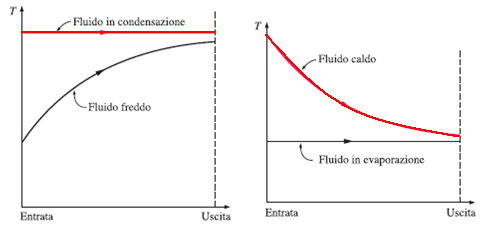 T
Fluido in condensazione
Fluido freddo
Entrata
Uscita
T
Fluido caldo
Fluido in evaporazione
Entrata
Uscita